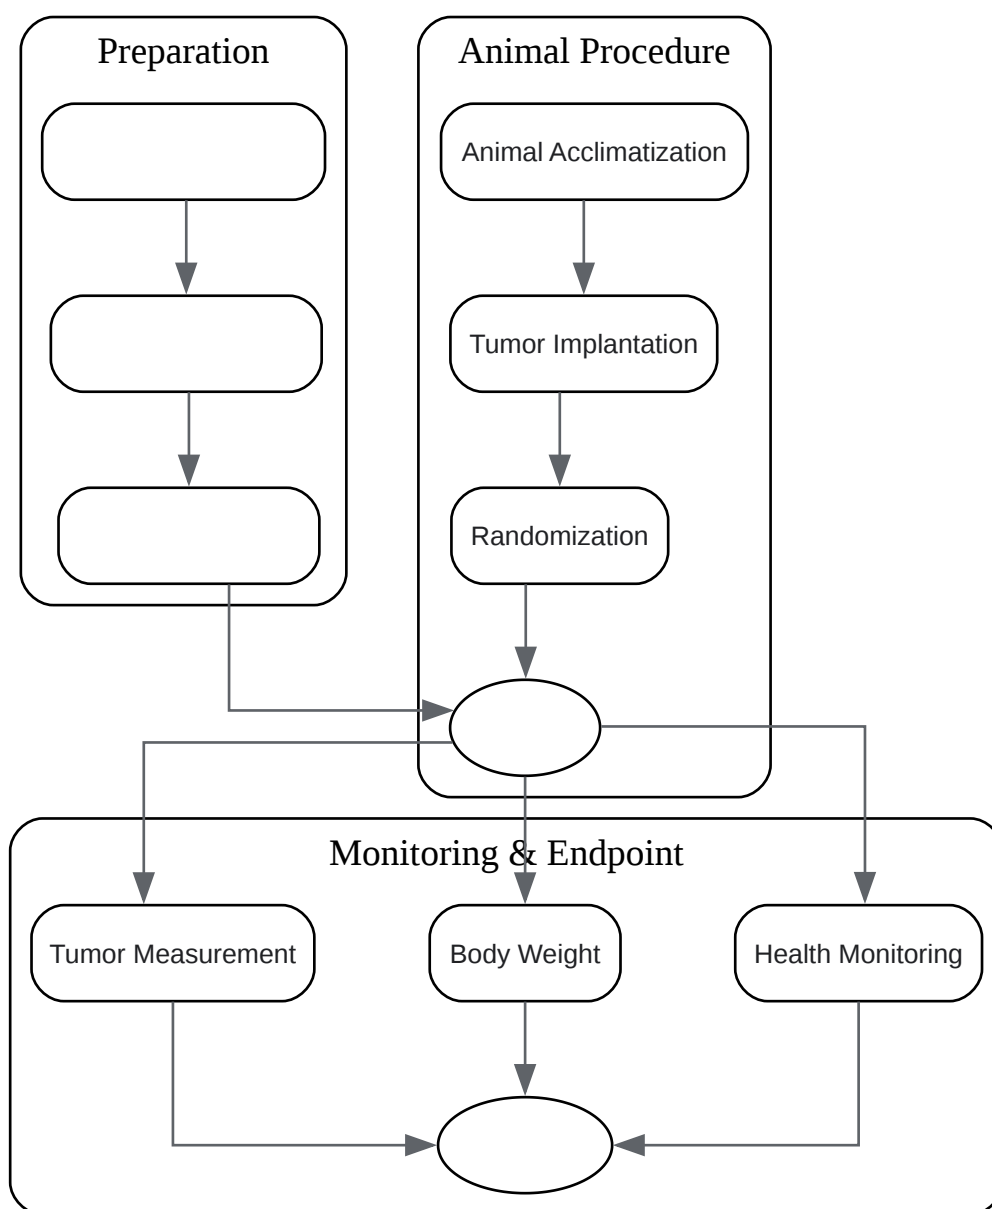 Preparation
Animal Procedure
Animal Acclimatization
Tumor Implantation
Randomization
Monitoring & Endpoint
Tumor Measurement
Body Weight
Health Monitoring